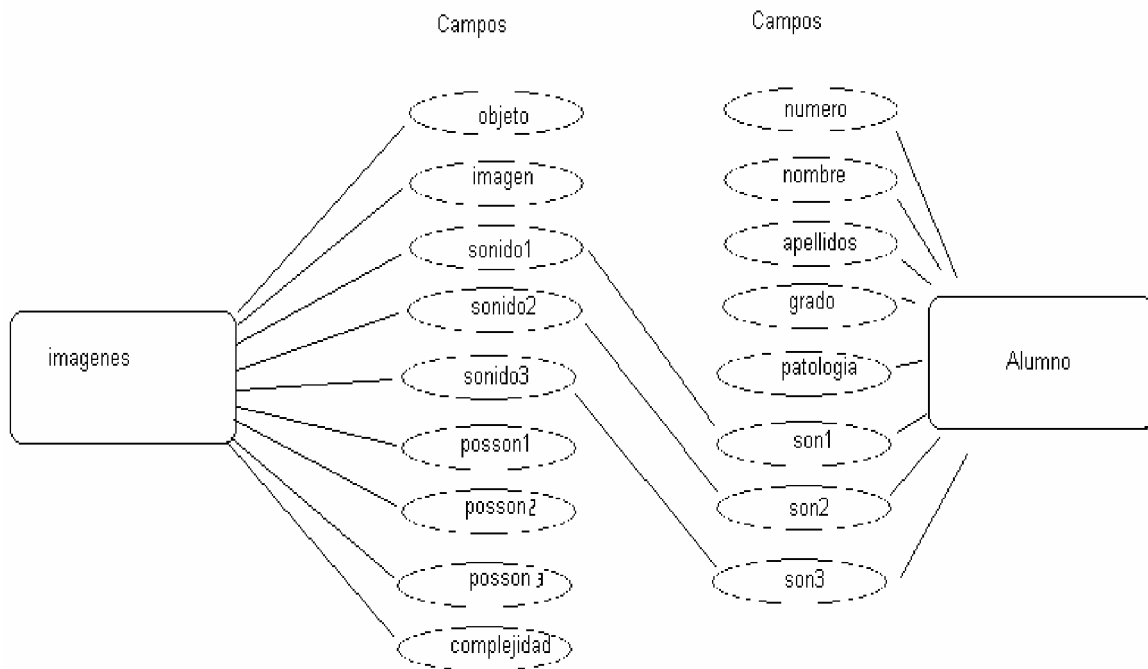 Campos
Campos
objeto
imagen
sonido1
sonido2
sonido3
posson1
posson2
posson3
complejidad
numero
nombre
apellidos
grado
patologia
son1
son2
son3
imagenes
Alumno